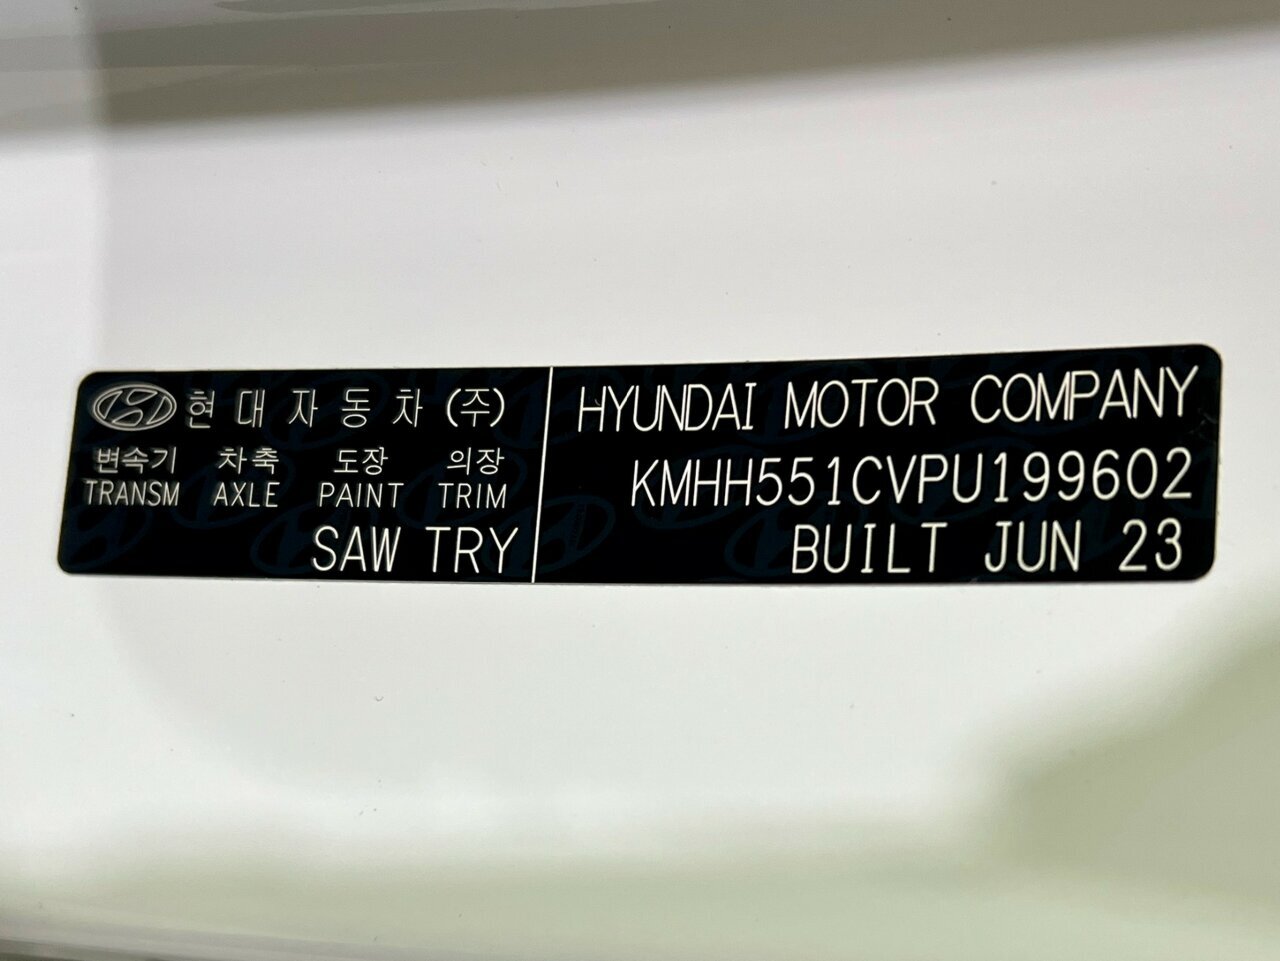 현대자동차(주)
변속기 차축 도장 의장
TRANSM AXLE PAINT TRIM
SAW TRY
HYUNDAI MOTOR COMPANY
KMHH551CVPU199602
BUILT JUN 23